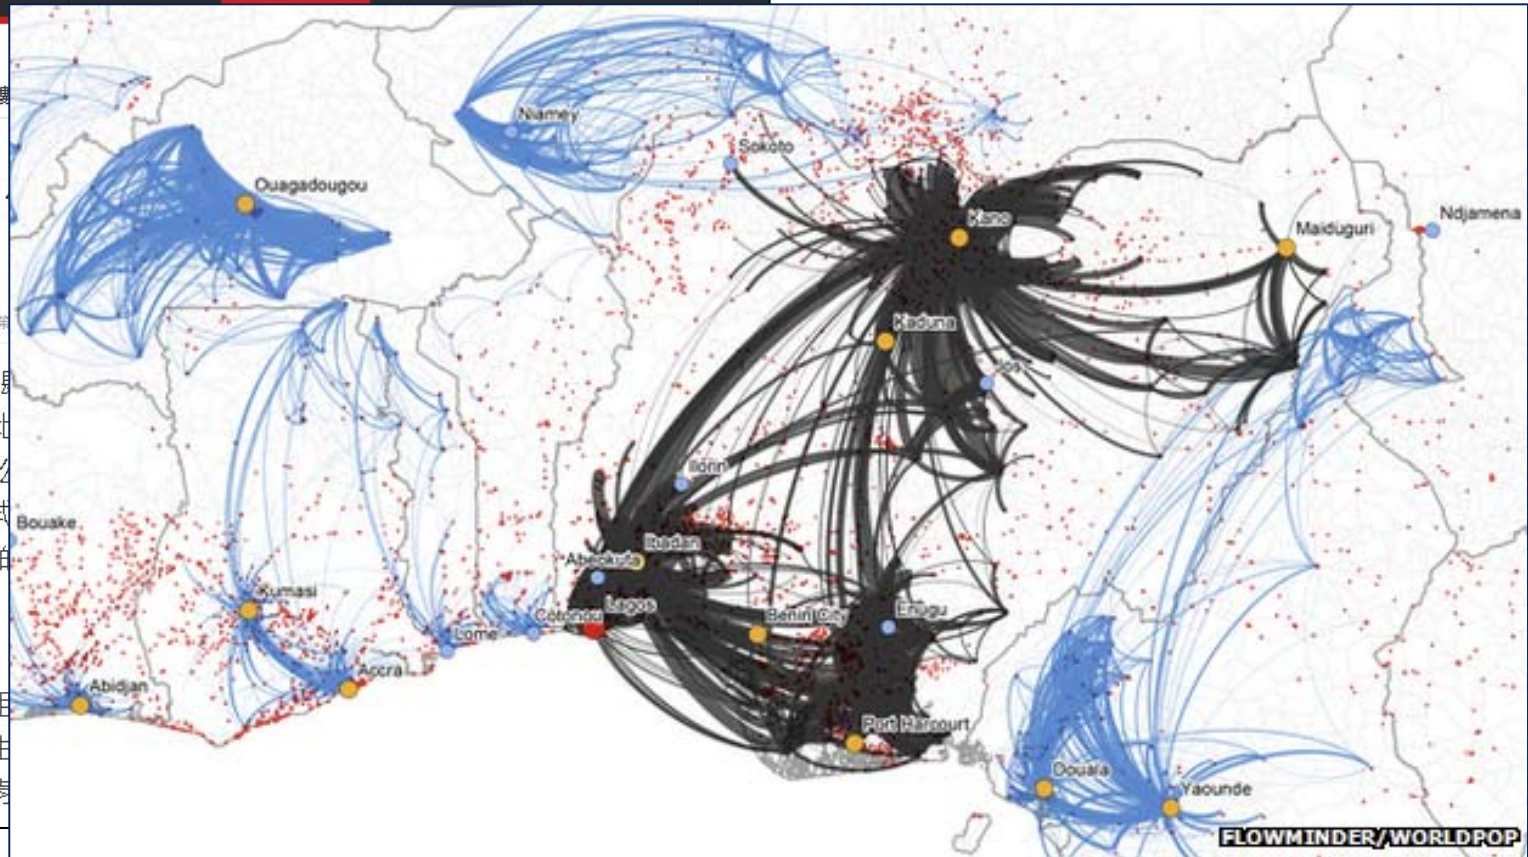 Niamey
Sokoto
Ouagadougou
Kano
Maiduguri
Ndjamena
Kaduna
Jos
Ilorin
Bouake
Ibadan
Abeokuta
Kumasi
Lagos
Cotonou
Benin City
Enugu
Lome
Accra
Abidjan
Port Harcourt
Douala
Yaounde
FLOWMINDER/WORLDPOP